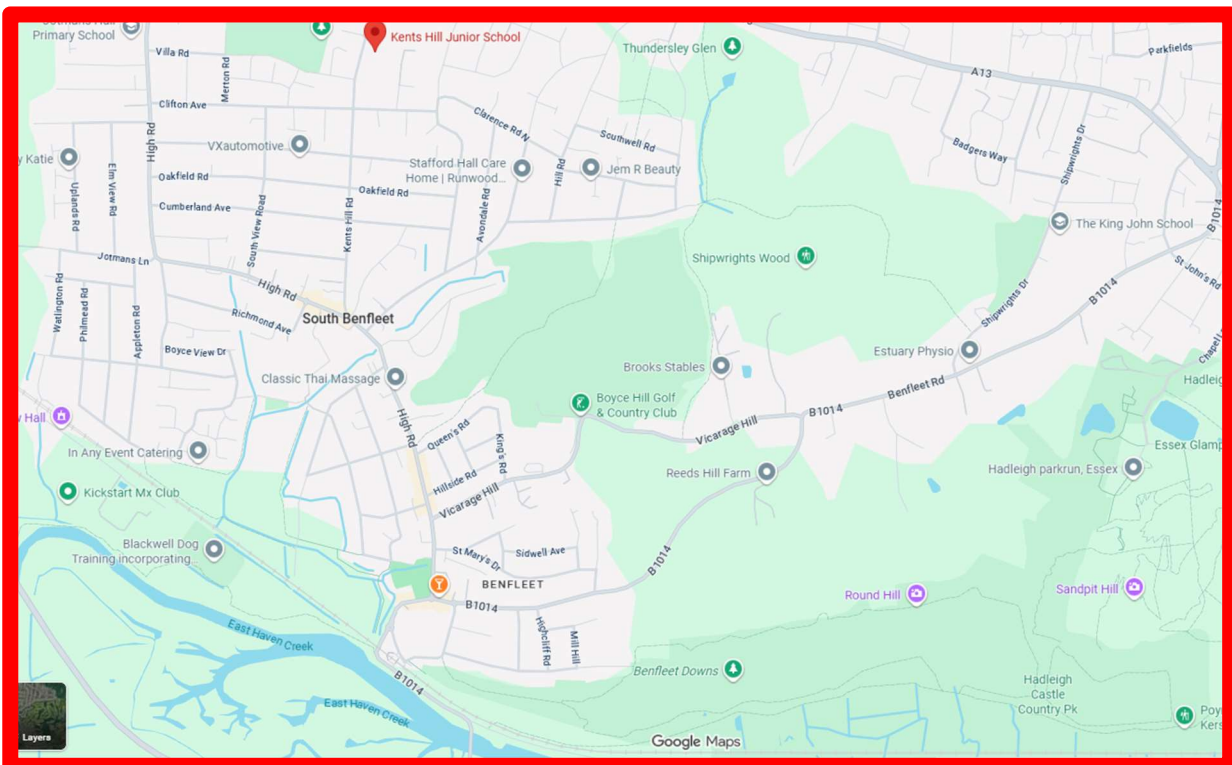 Primary School
Kents Hill Junior School
Thundersley Glen
Parkfields
A13
Villa Rd
Merton Rd
Clifton Ave
High Rd
VXautomotive
Clarence Rd N
Southwell Rd
Badgers Way
Shipwrights Dr
Katie
Stafford Hall Care
Home | Runwood...
Jem R Beauty
Hill Rd
Uplands Rd
Elm View Rd
Oakfield Rd
Oakfield Rd
Cumberland Ave
South View Road
Kents Hill Rd
Avondale Rd
The King John School
B1014
Shipwrights Wood
Jotmans Ln
High Rd
St John's Rd
Watlington Rd
Philmead Rd
Appleton Rd
Richmond Ave
South Benfleet
Shipwrights Dr
B1014
Boyce View Dr
Estuary Physio
Brooks Stables
Classic Thai Massage
Benfleet Rd
Boyce Hill Golf
& Country Club
B1014
Hall
High Rd
Queen's Rd
King's Rd
Vicarage Hill
In Any Event Catering
Essex
Reeds Hill Farm
Hadleigh parkrun, Essex
Hillside Rd
Kickstart Mx Club
Vicarage Hill
Blackwell Dog
Training incorporating...
St Mary's Dr
Sidwell Ave
B1014
BENFLEET
Round Hill
Sandpit Hill
B1014
East Haven Creek
Highcliff Rd
Mill Hill
Benfleet Downs
B1014
Hadleigh
Castle
Country Pk
East Haven Creek
Layers
Google Maps